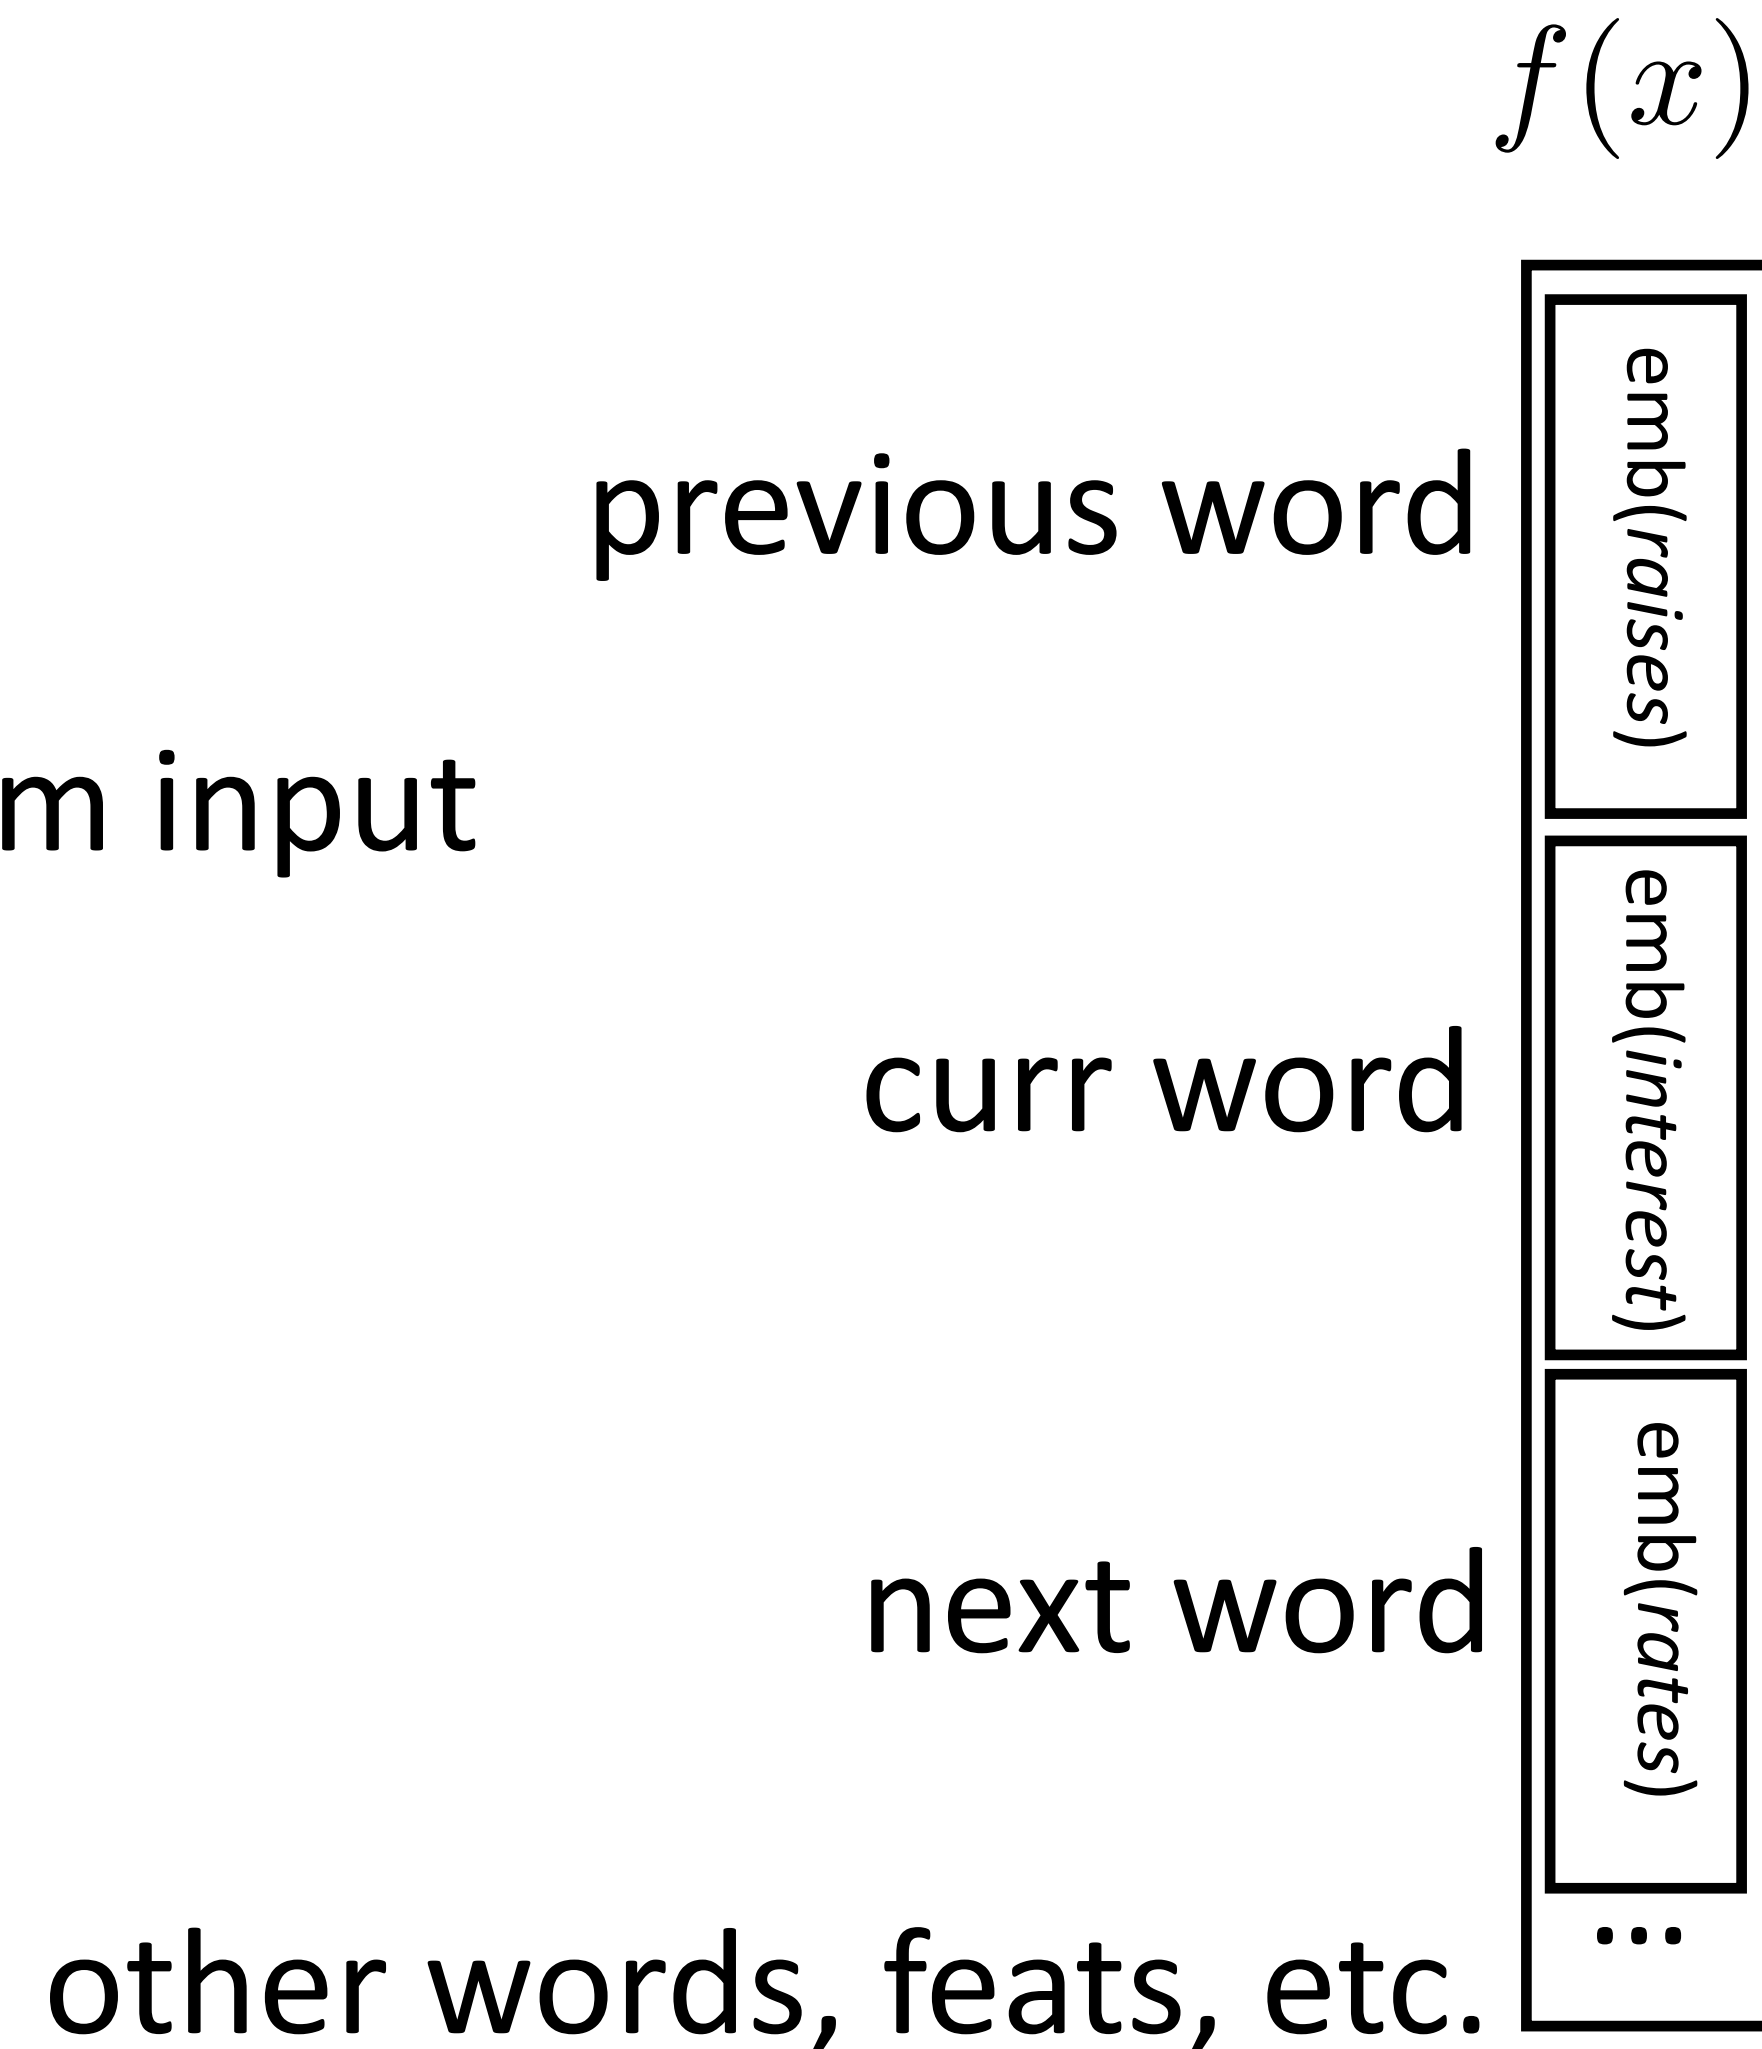 f(x)
emb(raises)
previous word
m input
emb(interest)
curr word
emb(rates)
next word
...
other words, feats, etc.